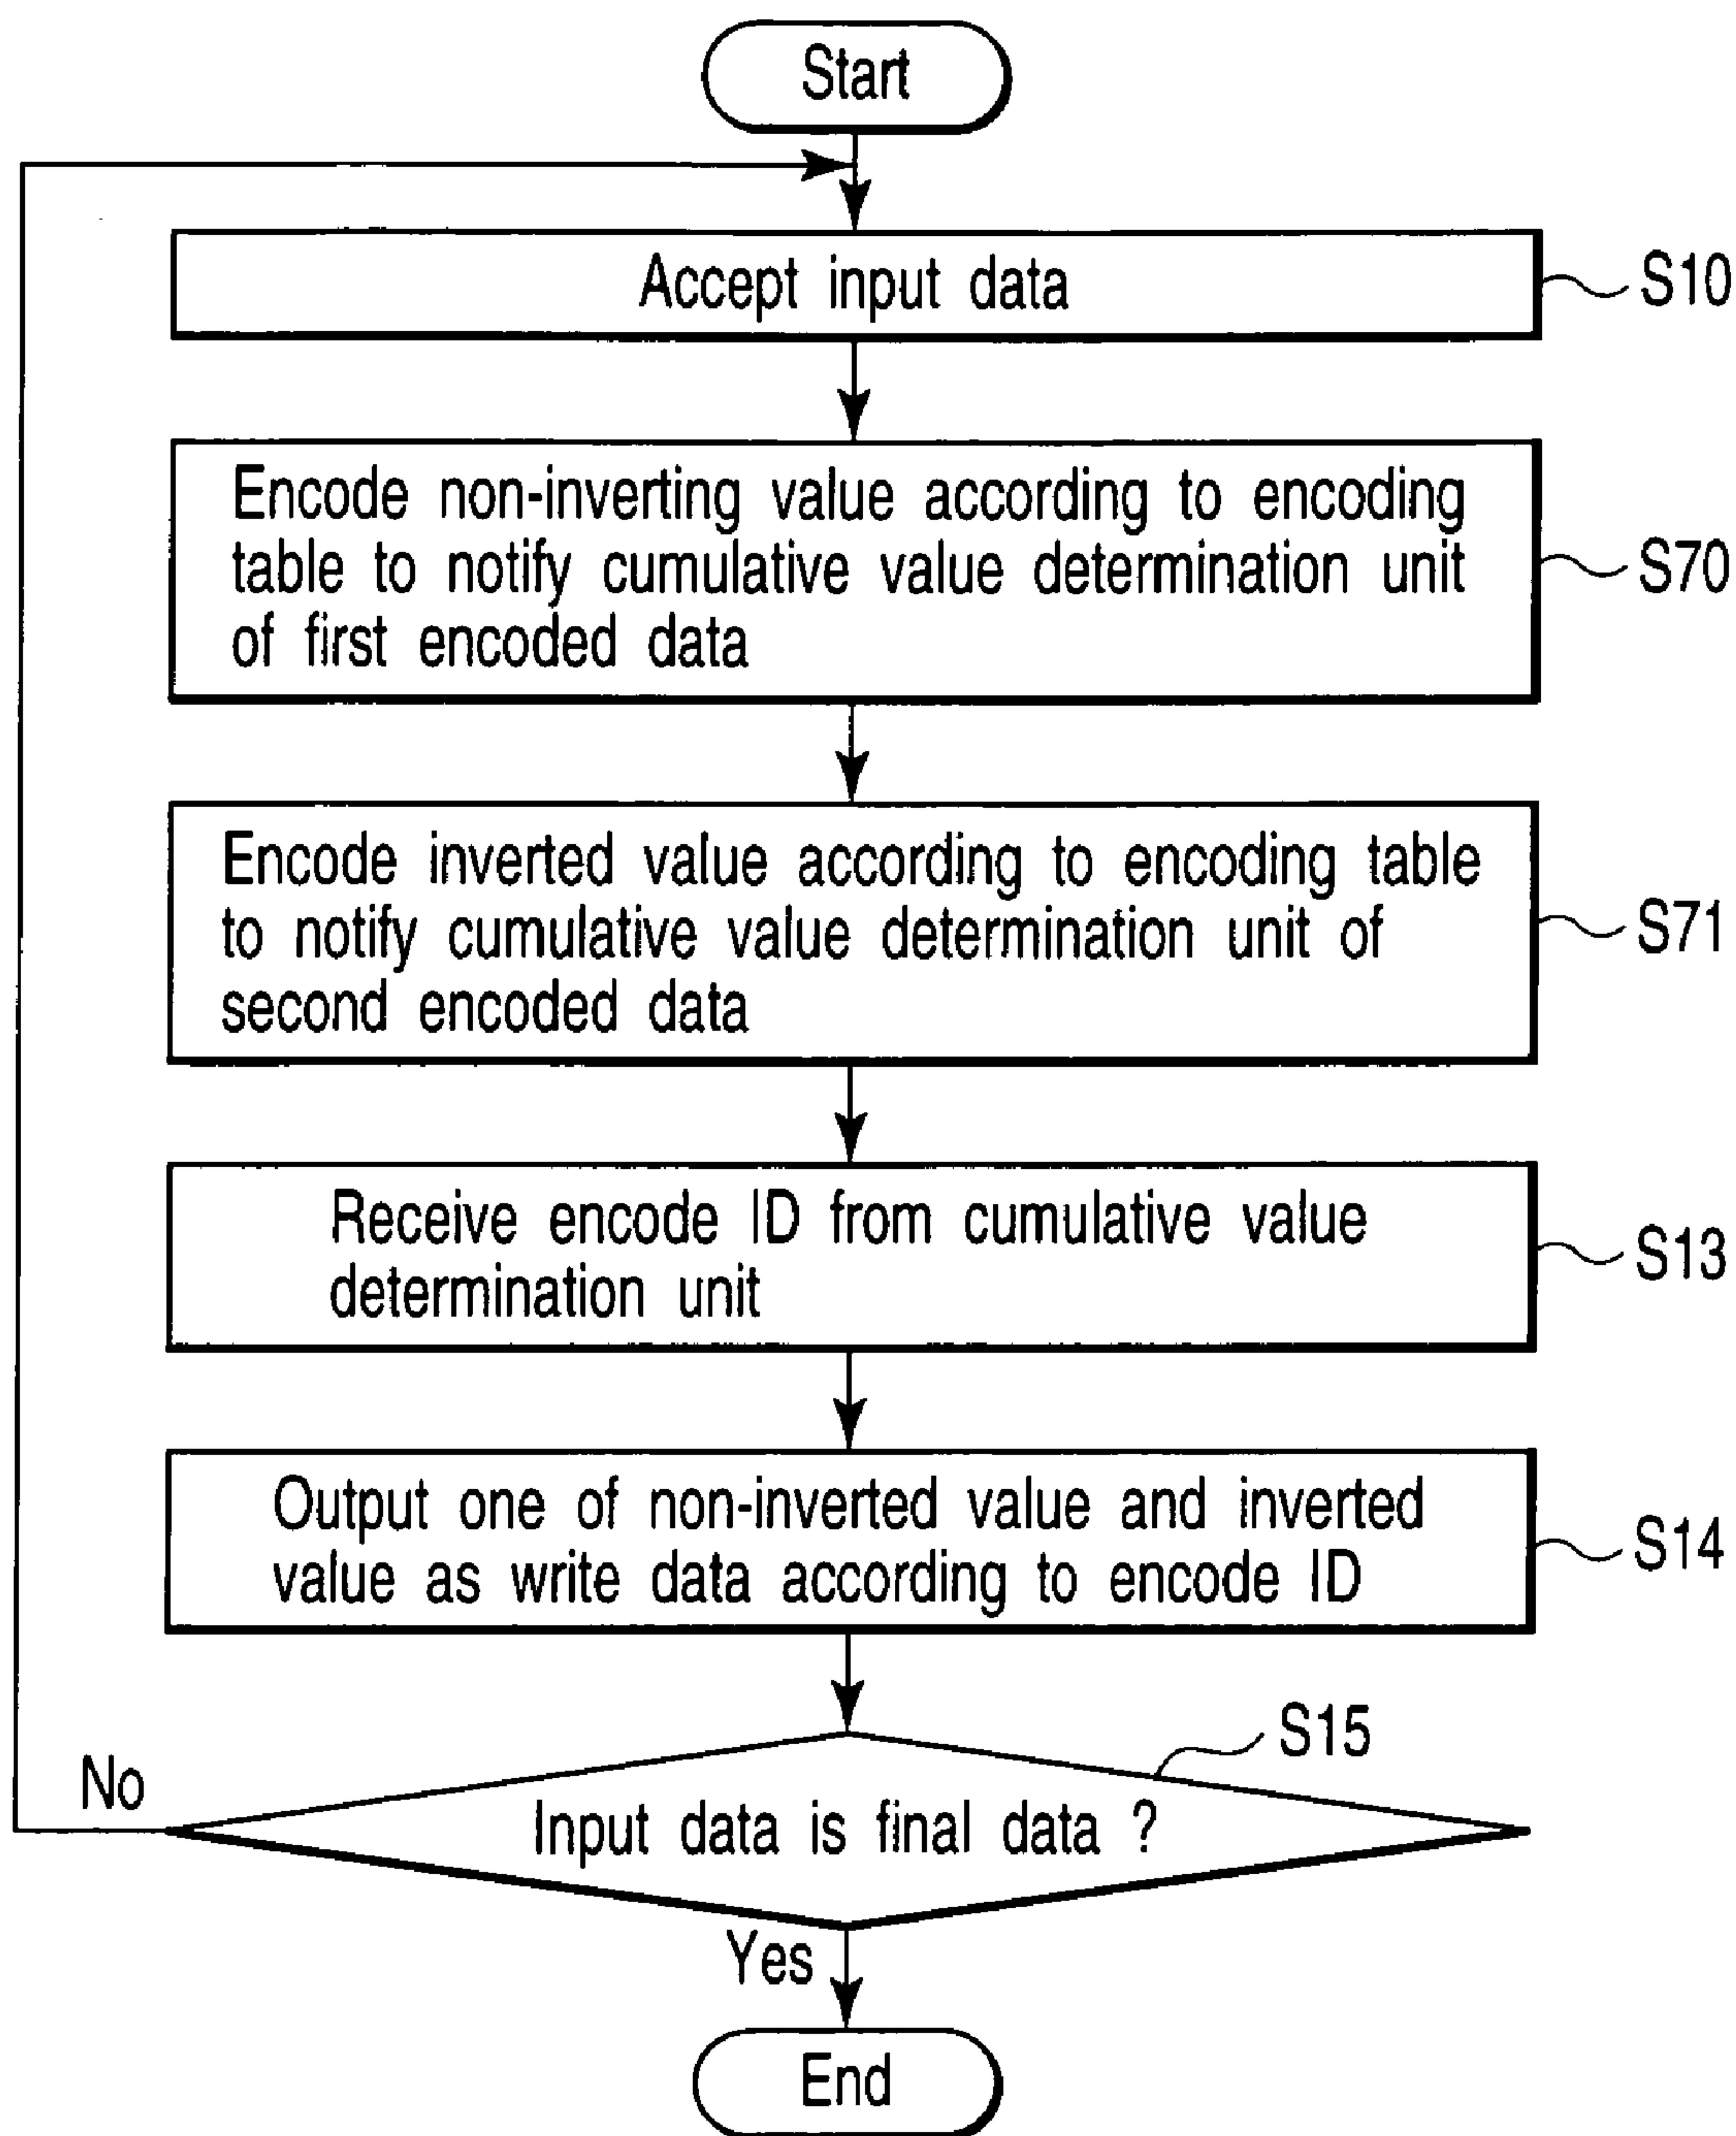 Start
Accept input data
S10
Encode non-inverting value according to encoding
table to notify cumulative value determination unit
of first encoded data
S70
Encode inverted value according to encoding table
to notify cumulative value determination unit of
second encoded data
S71
Receive encode ID from cumulative value
determination unit
S13
Output one of non-inverted value and inverted
value as write data according to encode ID
S14
S15
No
Input data is final data ?
Yes
End